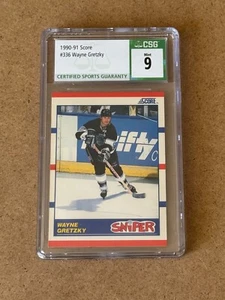 1990-91 Score
#336 Wayne Gretzky
CERTIFIED SPORTS GUARANTY
CSG
Mint
9
SCORE
WAYNE
GRETZKY
SNIPER